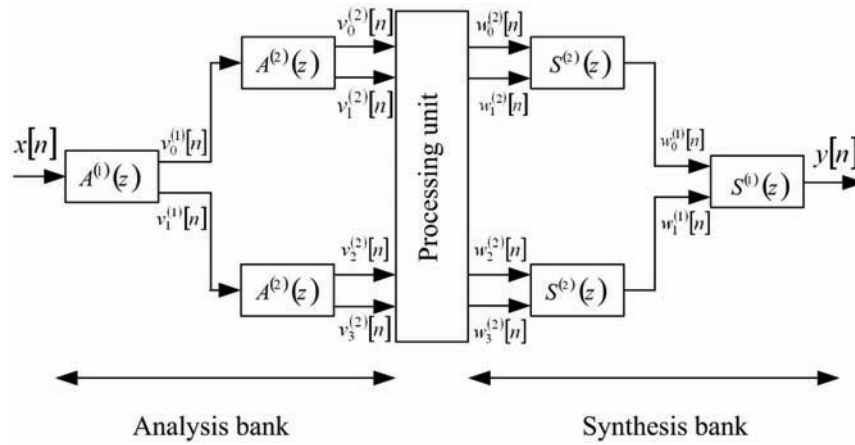 v₀⁽²⁾[n]
A⁽²⁾(z)
v₁⁽²⁾[n]
x[n]
v₀⁽¹⁾[n]
A⁽¹⁾(z)
v₁⁽¹⁾[n]
v₂⁽²⁾[n]
A⁽²⁾(z)
v₃⁽²⁾[n]
Processing unit
w₀⁽²⁾[n]
S⁽²⁾(z)
w₁⁽²⁾[n]
w₀⁽¹⁾[n]
y[n]
S⁽¹⁾(z)
w₁⁽¹⁾[n]
w₂⁽²⁾[n]
S⁽²⁾(z)
w₃⁽²⁾[n]
Analysis bank
Synthesis bank